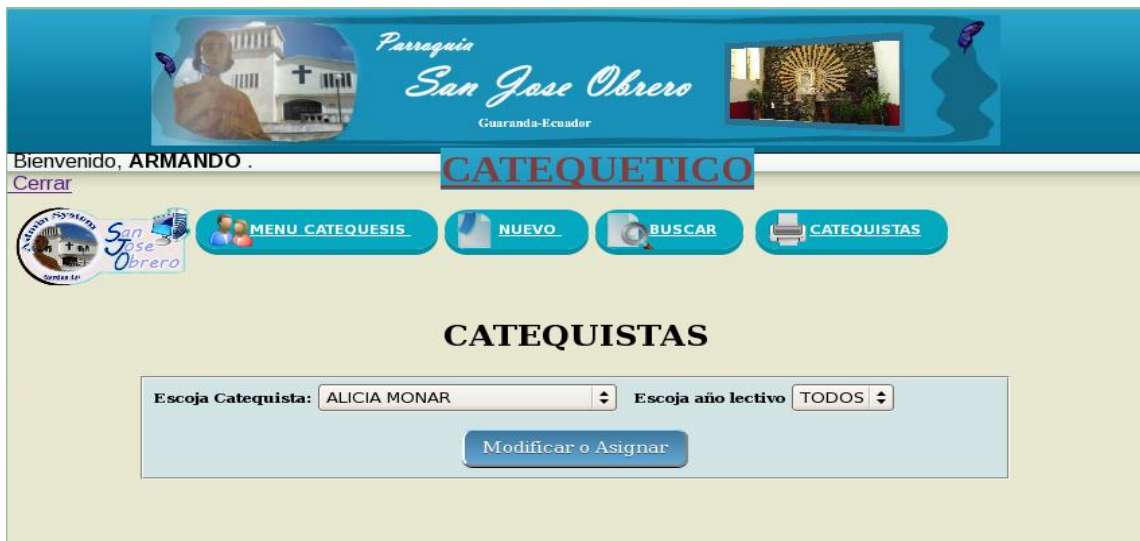 Parroquia
San Jose Obrero
Guaranda-Ecuador
Bienvenido, ARMANDO .
CATEQUETICO
Cerrar
San
Jose
Obrero
MENU CATEQUESIS
NUEVO
BUSCAR
CATEQUISTAS
CATEQUISTAS
Escoja Catequista: ALICIA MONAR Escoja año lectivo TODOS
Modificar o Asignar